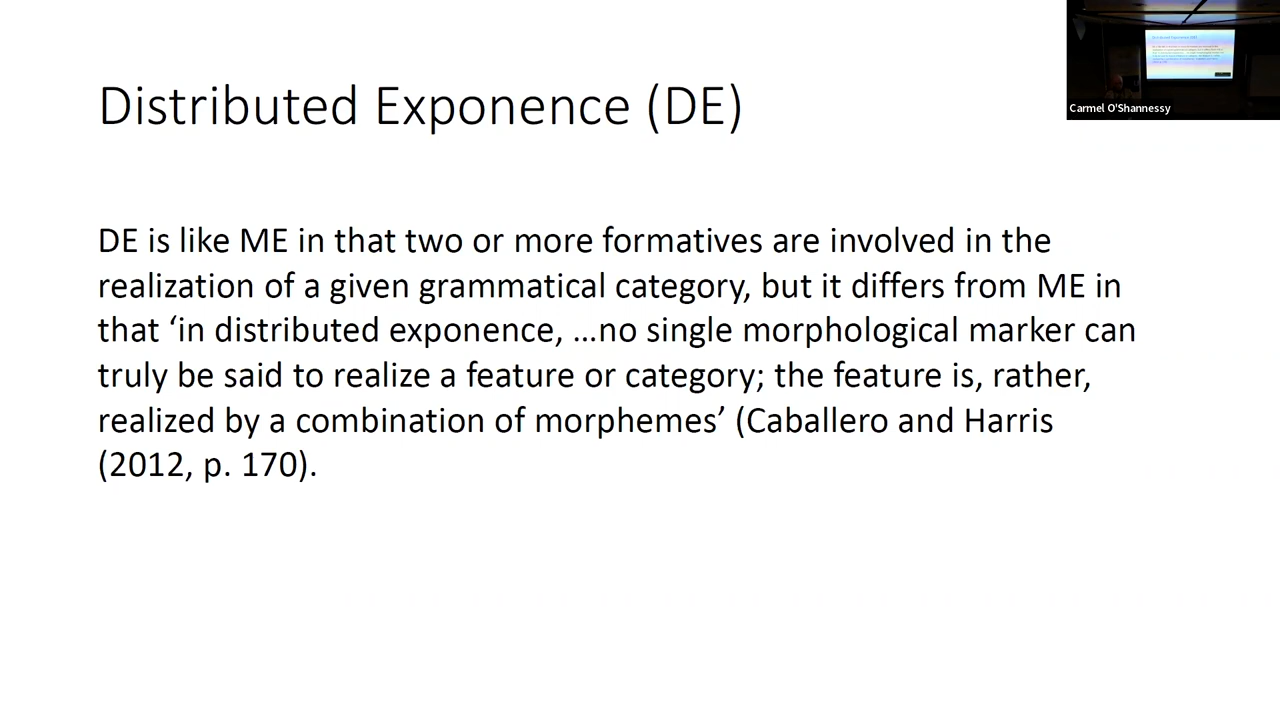 Distributed Exponence (DE)
Carmel O'Shannessy
DE is like ME in that two or more formatives are involved in the
realization of a given grammatical category, but it differs from ME in
that ‘in distributed exponence, …no single morphological marker can
truly be said to realize a feature or category; the feature is, rather,
realized by a combination of morphemes’ (Caballero and Harris
(2012, p. 170).